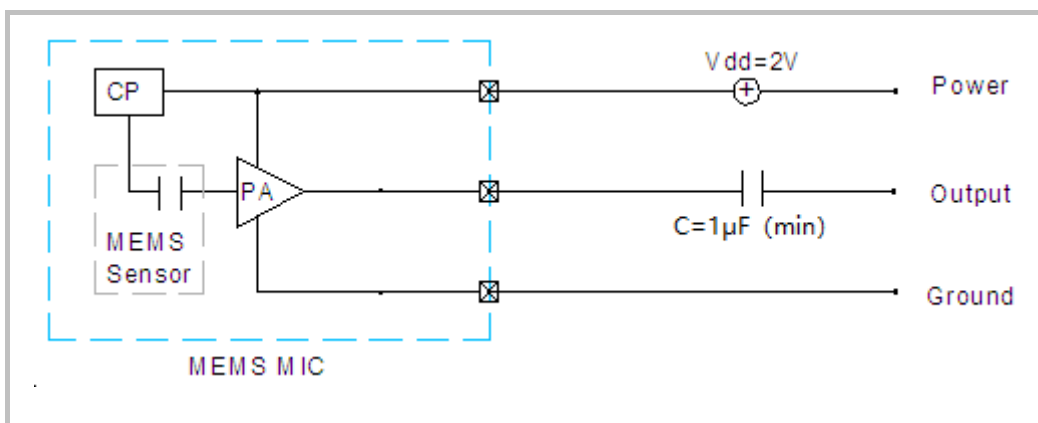 Vdd=2V
CP
Power
PA
Output
C=1μF (min)
MEMS
Sensor
Ground
MEMS MIC